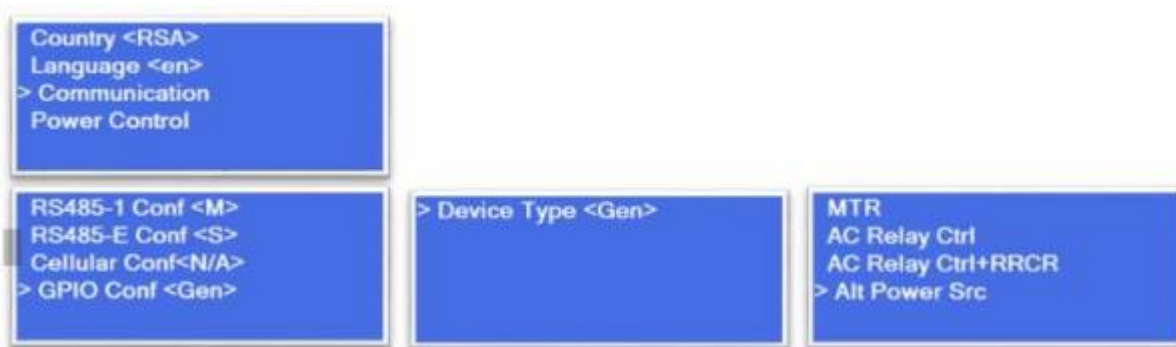 Country <RSA>
Language <en>
> Communication
Power Control
RS485-1 Conf <M>
RS485-E Conf <S>
Cellular Conf<N/A>
> GPIO Conf <Gen>
> Device Type <Gen>
MTR
AC Relay Ctrl
AC Relay Ctrl+RRCR
> Alt Power Src